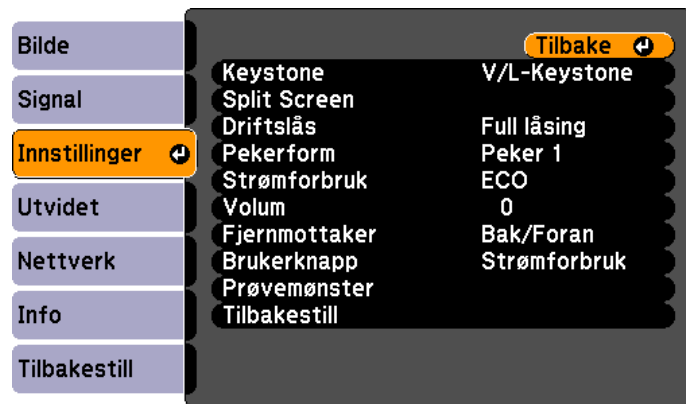 Bilde
Signal
Innstillinger
Utvidet
Nettverk
Info
Tilbakestill
Tilbake
Keystone V/L-Keystone
Split Screen
Driftslås Full låsing
Pekerform Peker 1
Strømforbruk ECO
Volum 0
Fjernmottaker Bak/Foran
Brukerknapp Strømforbruk
Prøvemønster
Tilbakestill